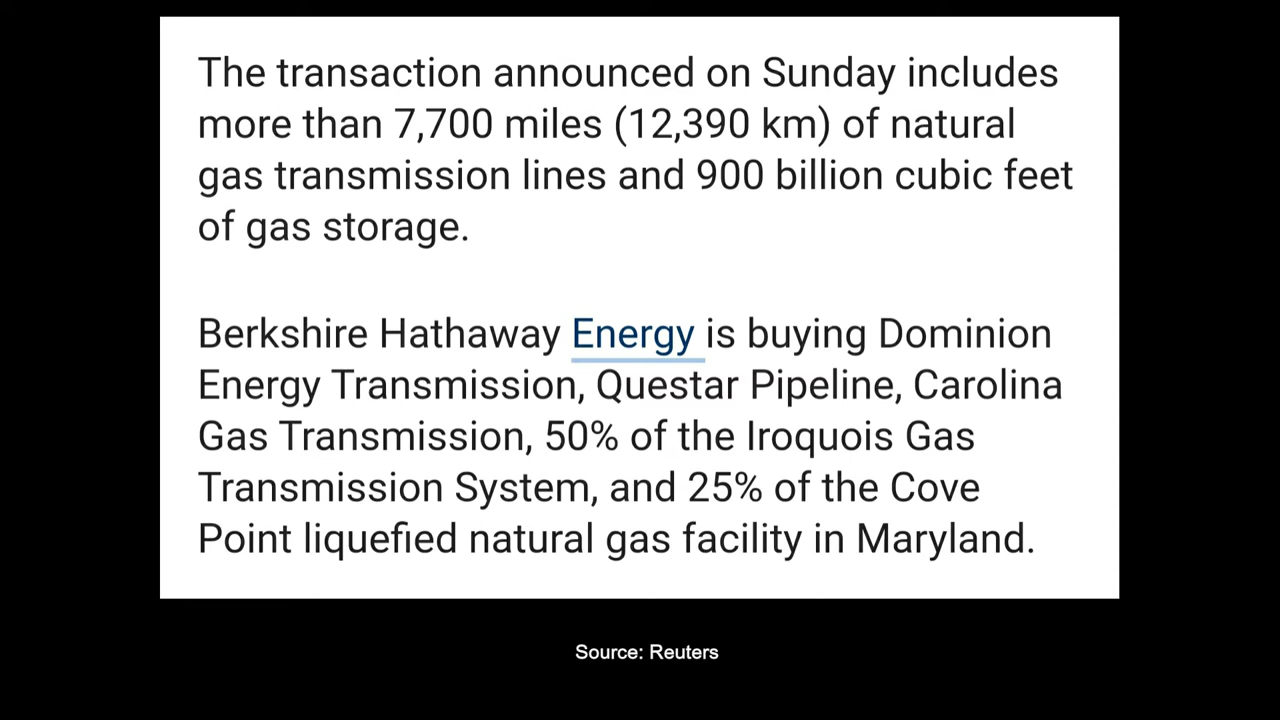 The transaction announced on Sunday includes
more than 7,700 miles (12,390 km) of natural
gas transmission lines and 900 billion cubic feet
of gas storage.
Berkshire Hathaway Energy is buying Dominion
Energy Transmission, Questar Pipeline, Carolina
Gas Transmission, 50% of the Iroquois Gas
Transmission System, and 25% of the Cove
Point liquefied natural gas facility in Maryland.
Source: Reuters